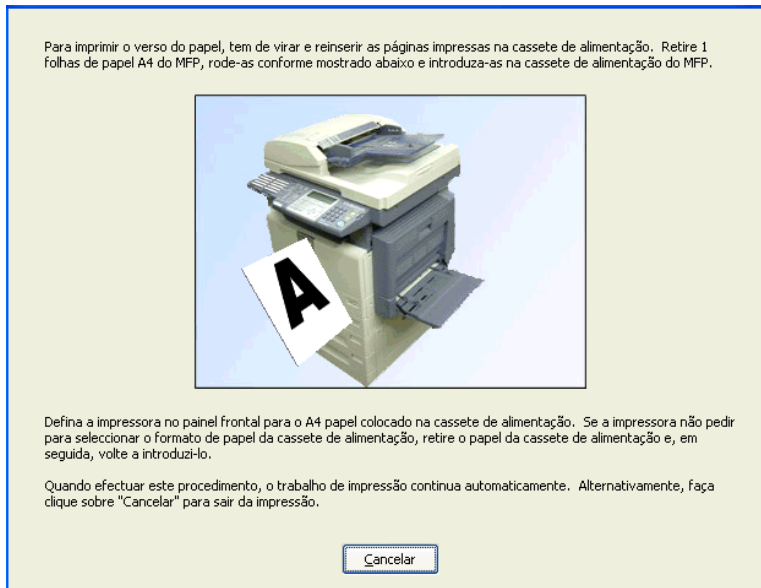 Para imprimir o verso do papel, tem de virar e reinserir as páginas impressas na cassete de alimentação. Retire 1
folhas de papel A4 do MFP, rode-as conforme mostrado abaixo e introduza-as na cassete de alimentação do MFP.
A
Defina a impressora no painel frontal para o A4 papel colocado na cassete de alimentação. Se a impressora não pedir
para seleccionar o formato de papel da cassete de alimentação, retire o papel da cassete de alimentação e, em
seguida, volte a introduzi-lo.
Quando efectuar este procedimento, o trabalho de impressão continua automaticamente. Alternativamente, faça
clique sobre "Cancelar" para sair da impressão.
Cancelar